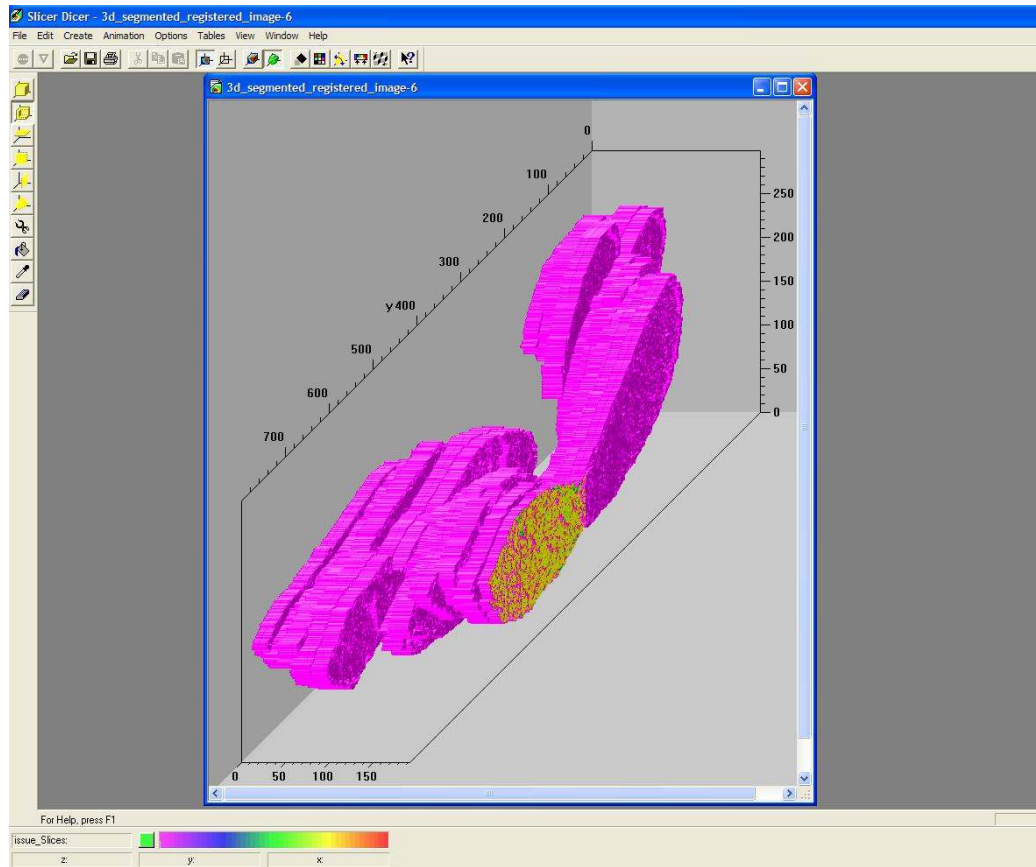 Slicer Dicer - 3d_segmented_registered_image-6
File Edit Create Animation Options Tables View Window Help
3d_segmented_registered_image-6
0
100
200
300
y 400
500
600
700
250
200
150
100
50
0
0 50 100 150
For Help, press F1
issue_Slices:
z: y: x: